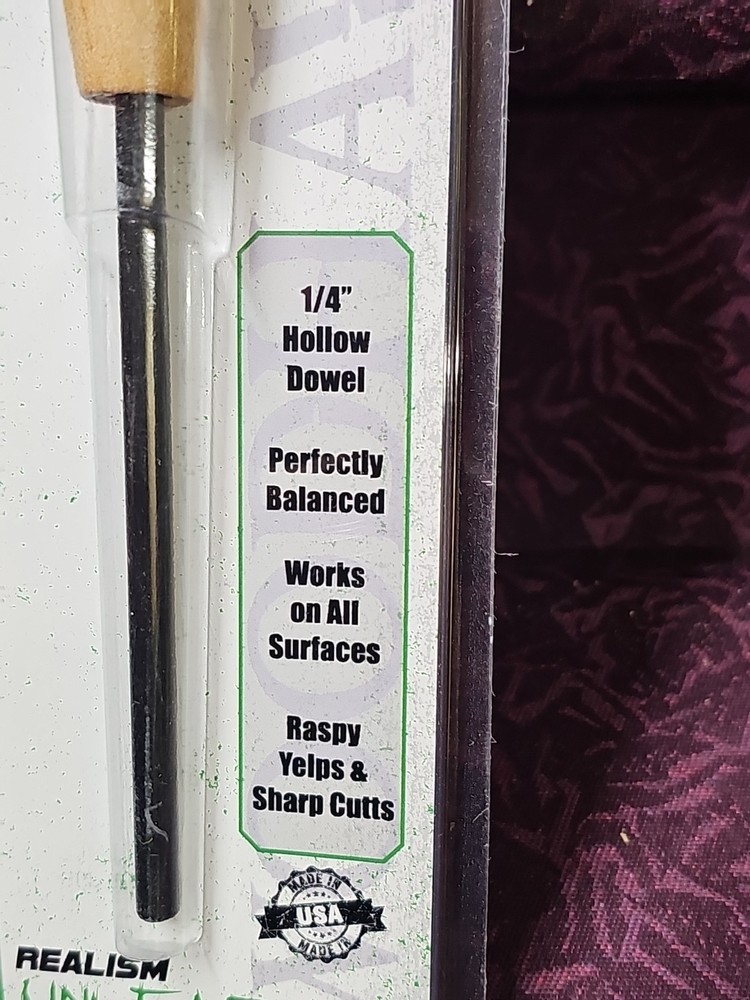 1/4"
Hollow
Dowel
Perfectly
Balanced
Works
on All
Surfaces
Raspy
Yelps &
Sharp Cutts
MADE IN
USA
MADE IN
REALISM